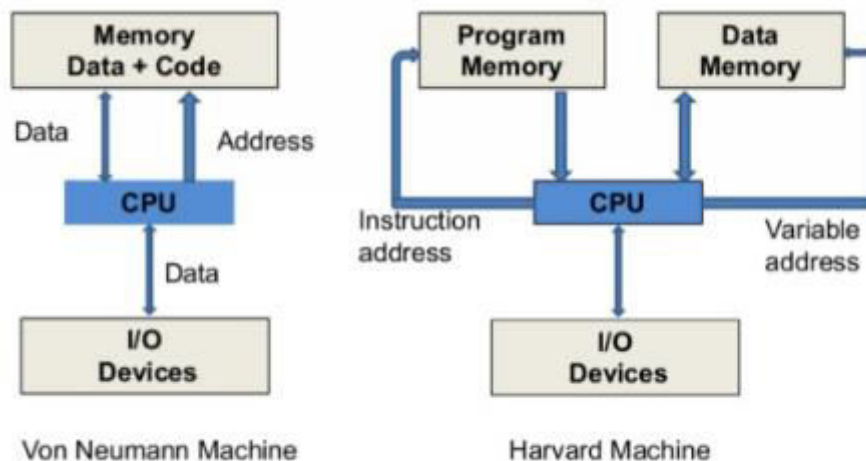 Memory
Data + Code
Data
Address
CPU
Data
I/O
Devices
Von Neumann Machine
Program
Memory
Data
Memory
CPU
Instruction
address
Variable
address
I/O
Devices
Harvard Machine